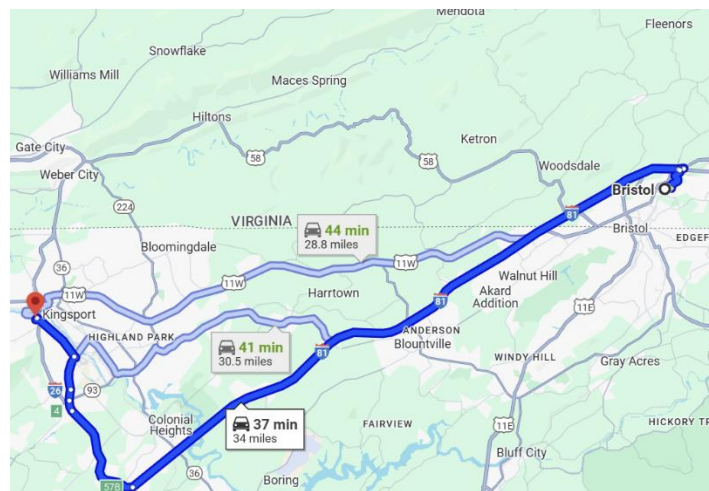 Mendota
Fleenors
Snowflake
Williams Mill
Maces Spring
Hiltons
58
Ketron
58
Gate City
Weber City
Woodsdale
Bristol
224
81
VIRGINIA
44 min
28.8 miles
Bristol
EDGEF
Bloomingdale
36
11W
11W
11W
Harrtown
Walnut Hill
Akard
Addition
81
11E
Kingsport
HIGHLAND PARK
41 min
30.5 miles
81
ANDERSON
Blountville
WINDY HILL
Gray Acres
26
93
4
37 min
34 miles
Colonial
Heights
FAIRVIEW
11E
HICKORY TR
Bluff City
36
Boring
57B